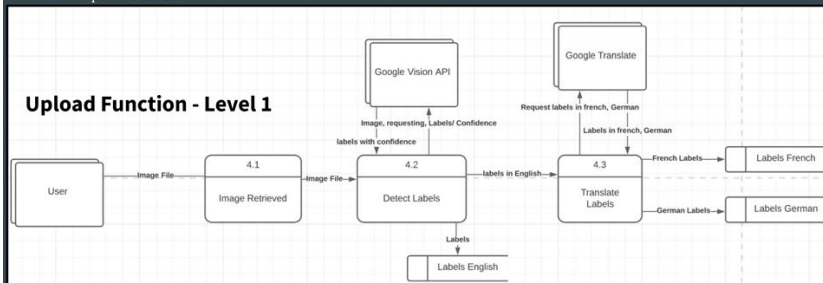 Upload Function - Level 1
Google Vision API
Google Translate
Image, requesting, Labels/ Confidence
labels with confidence
Request labels in french, German
Labels in french, German
User
Image File
4.1
Image Retrieved
Image File
4.2
Detect Labels
labels in English
4.3
Translate
Labels
French Labels
Labels French
German Labels
Labels German
Labels
Labels English